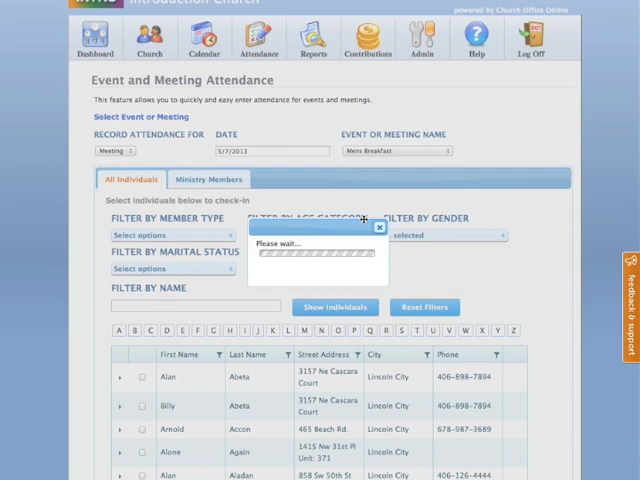 Introduction Church
powered by Church Office Online
Dashboard Church Calendar Attendance Reports Contributions Admin Help Log Off
EXIT
Event and Meeting Attendance
This feature allows you to quickly and easy enter attendance for events and meetings.
Select Event or Meeting
RECORD ATTENDANCE FOR DATE EVENT OR MEETING NAME
Meeting 5/7/2013 Mens Breakfast
All Individuals Ministry Members
Select individuals below to check-in
FILTER BY MEMBER TYPE FILTER BY AGE CATEGORY FILTER BY GENDER
Select options selected
Please wait...
FILTER BY MARITAL STATUS
Select options
FILTER BY NAME
Show Individuals Reset Filters
A B C D E F G H I J K L M N O P Q R S T U V W X Y Z
First Name Last Name Street Address City Phone
Alan Abeta 3157 Ne Cascara Court Lincoln City 406-898-7894
Billy Abeta 3157 Ne Cascara Court Lincoln City 406-898-7894
Arnold Accon 465 Beach Rd. Lincoln City 678-987-3689
Alone Again 1415 Nw 31st Pl Unit: 371 Lincoln City
Alan Aladan 858 Sw 50th St Lincoln City 406-126-4444
feedback & support